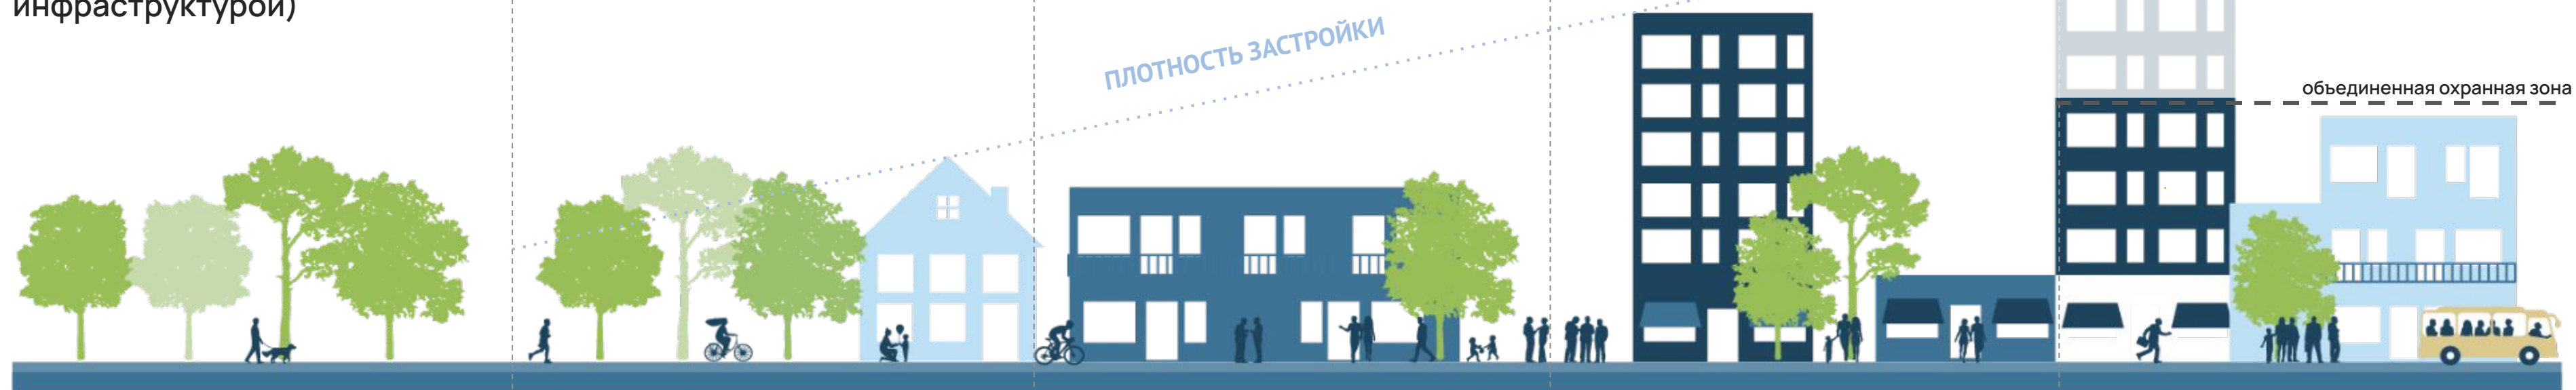 инфраструктурой)
ПЛОТНОСТЬ ЗАСТРОЙКИ
объединенная охранная зона